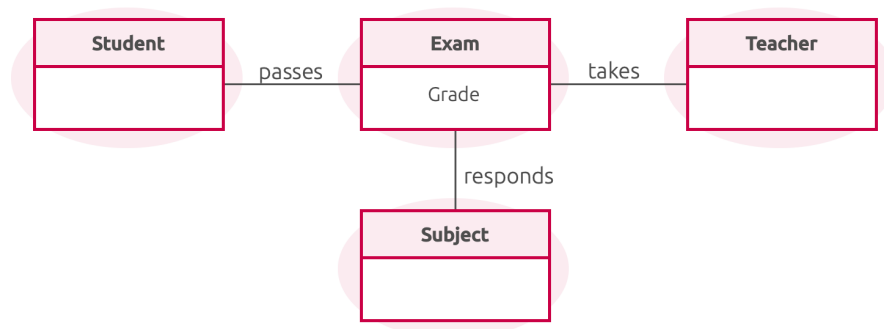 Student
Exam
Teacher
passes
takes
Grade
responds
Subject